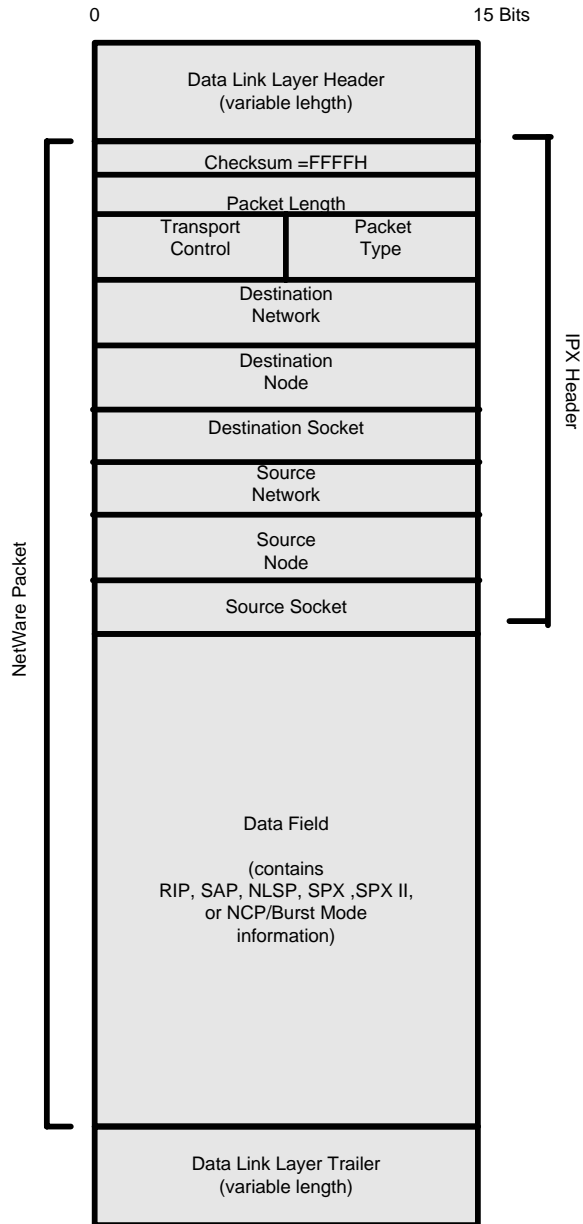 0 15 Bits
Data Link Layer Header
(variable lehgth)
Checksum =FFFFH
Packet Length
Transport
Control
Packet
Type
Destination
Network
Destination
Node
Destination Socket
Source
Network
Source
Node
Source Socket
IPX Header
NetWare Packet
Data Field
(contains
RIP, SAP, NLSP, SPX ,SPX II,
or NCP/Burst Mode
information)
Data Link Layer Trailer
(variable length)